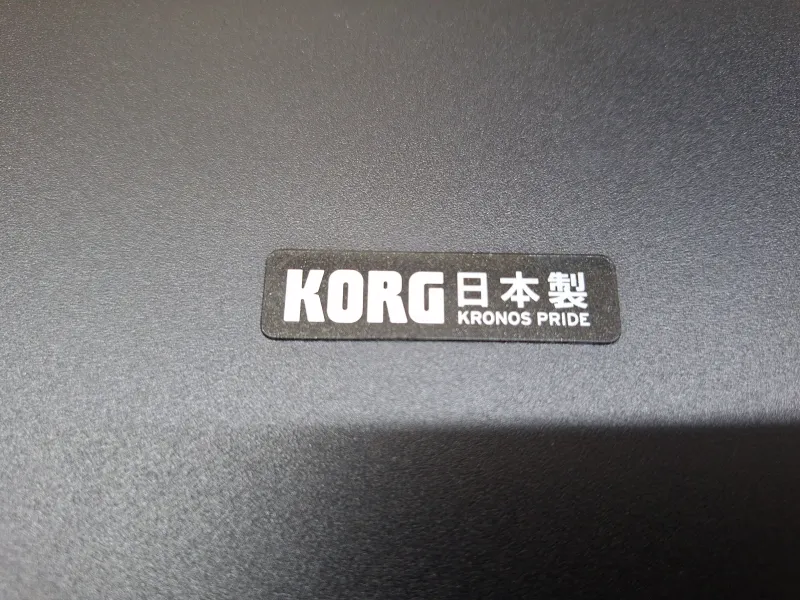 KORG 日本製
KRONOS PRIDE